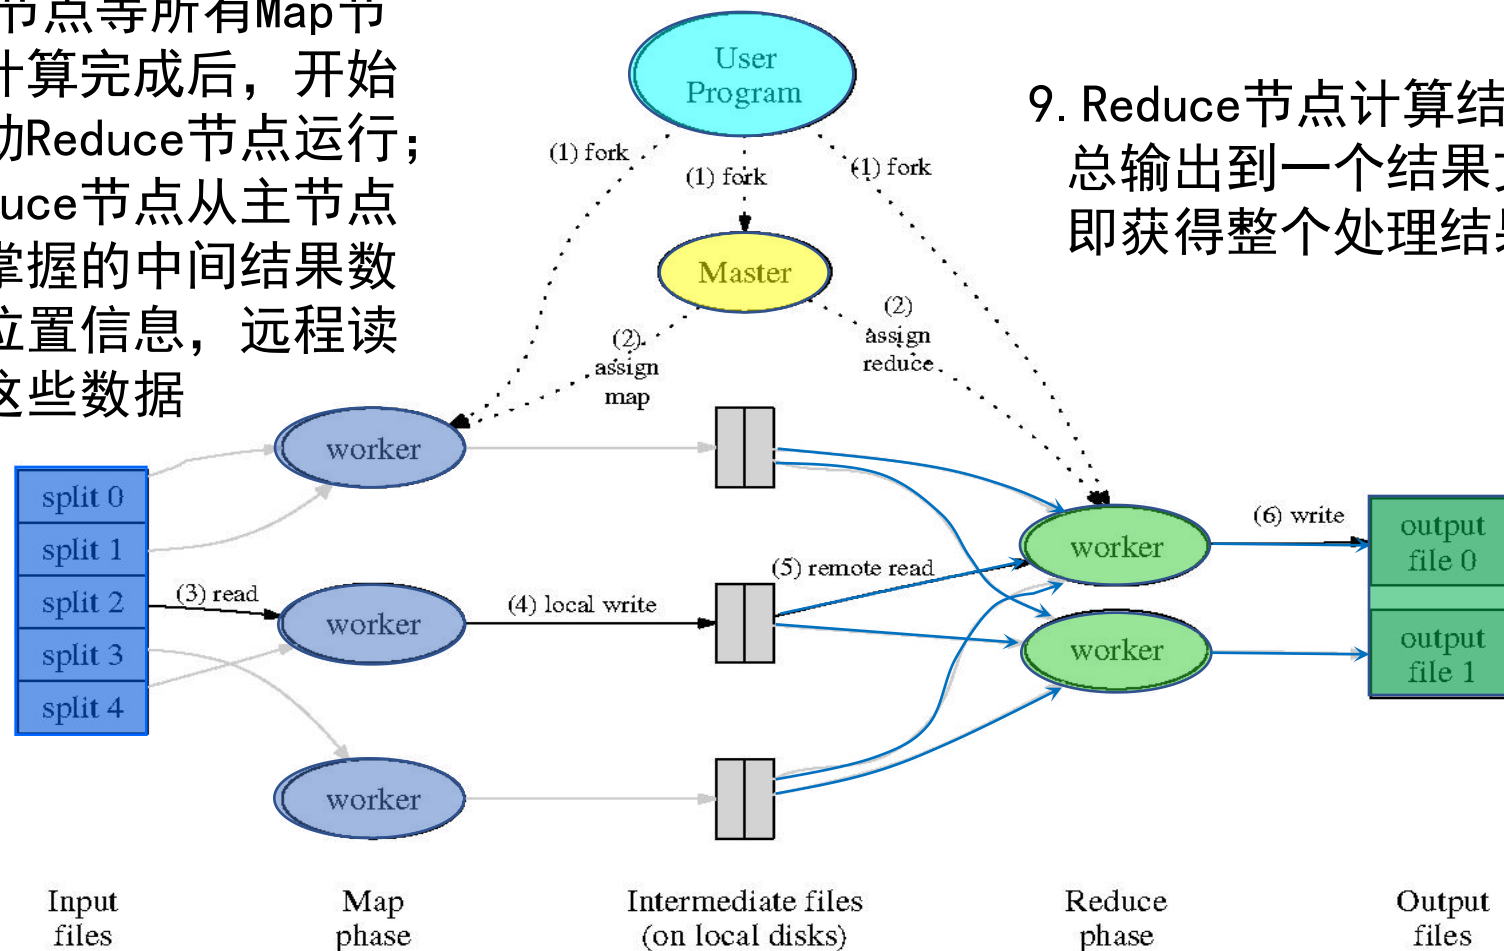 节点等所有Map节
计算完成后，开始
动Reduce节点运行；
uce节点从主节点
掌握的中间结果数
位置信息，远程读
这些数据
9.Reduce节点计算结
总输出到一个结果
即获得整个处理结
User
Program
(1) fork
(1) fork
(1) fork
Master
(2)
assign
map
(2)
assign
reduce
worker
split 0
split 1
split 2
split 3
split 4
(3) read
worker
(4) local write
(5) remote read
worker
worker
worker
(6) write
output
file 0
output
file 1
Input
files
Map
phase
Intermediate files
(on local disks)
Reduce
phase
Output
files